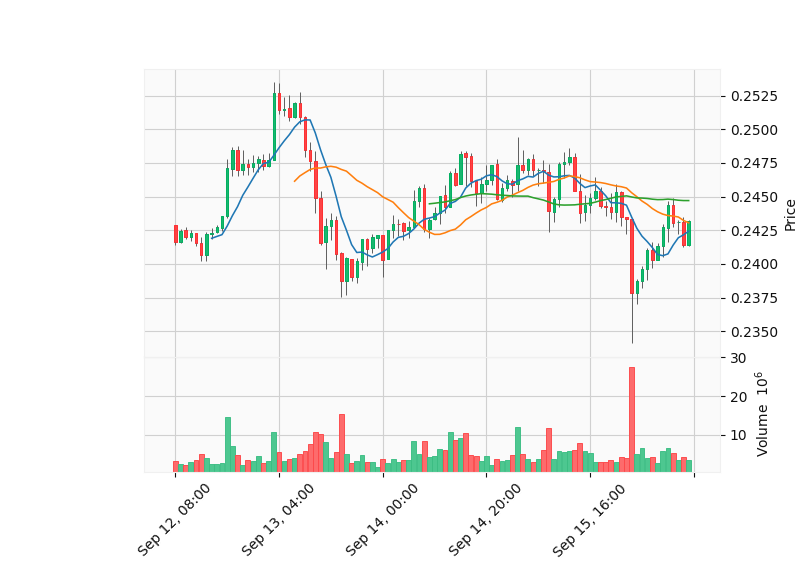 0.2525
0.2500
0.2475
0.2450
0.2425
0.2400
0.2375
0.2350
Price
30
20
10
Volume 10⁶
Sep 12, 08:00
Sep 13, 04:00
Sep 14, 00:00
Sep 14, 20:00
Sep 15, 16:00